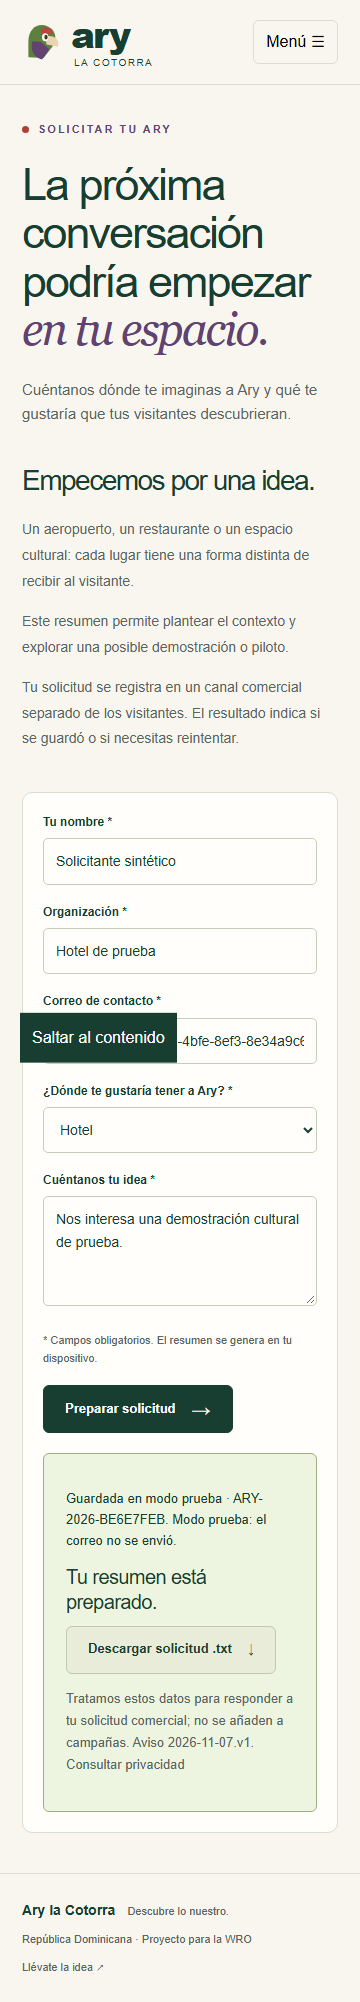 ary
LA COTORRA
Menú ☰
SOLICITAR TU ARY
La próxima
conversación
podría empezar
en tu espacio.
Cuéntanos dónde te imaginas a Ary y qué te
gustaría que tus visitantes descubrieran.
Empecemos por una idea.
Un aeropuerto, un restaurante o un espacio
cultural: cada lugar tiene una forma distinta de
recibir al visitante.
Este resumen permite plantear el contexto y
explorar una posible demostración o piloto.
Tu solicitud se registra en un canal comercial
separado de los visitantes. El resultado indica si
se guardó o si necesitas reintentar.
Tu nombre *
Solicitante sintético
Organización *
Hotel de prueba
Correo de contacto *
Saltar al contenido
-4bfe-8ef3-8e34a9c6
¿Dónde te gustaría tener a Ary? *
Hotel
Cuéntanos tu idea *
Nos interesa una demostración cultural
de prueba.
* Campos obligatorios. El resumen se genera en tu
dispositivo.
Preparar solicitud →
Guardada en modo prueba · ARY-
2026-BE6E7FEB. Modo prueba: el
correo no se envió.
Tu resumen está
preparado.
Descargar solicitud .txt ↓
Tratamos estos datos para responder a
tu solicitud comercial; no se añaden a
campañas. Aviso 2026-11-07.v1.
Consultar privacidad
Ary la Cotorra Descubre lo nuestro.
República Dominicana · Proyecto para la WRO
Llévate la idea ↗